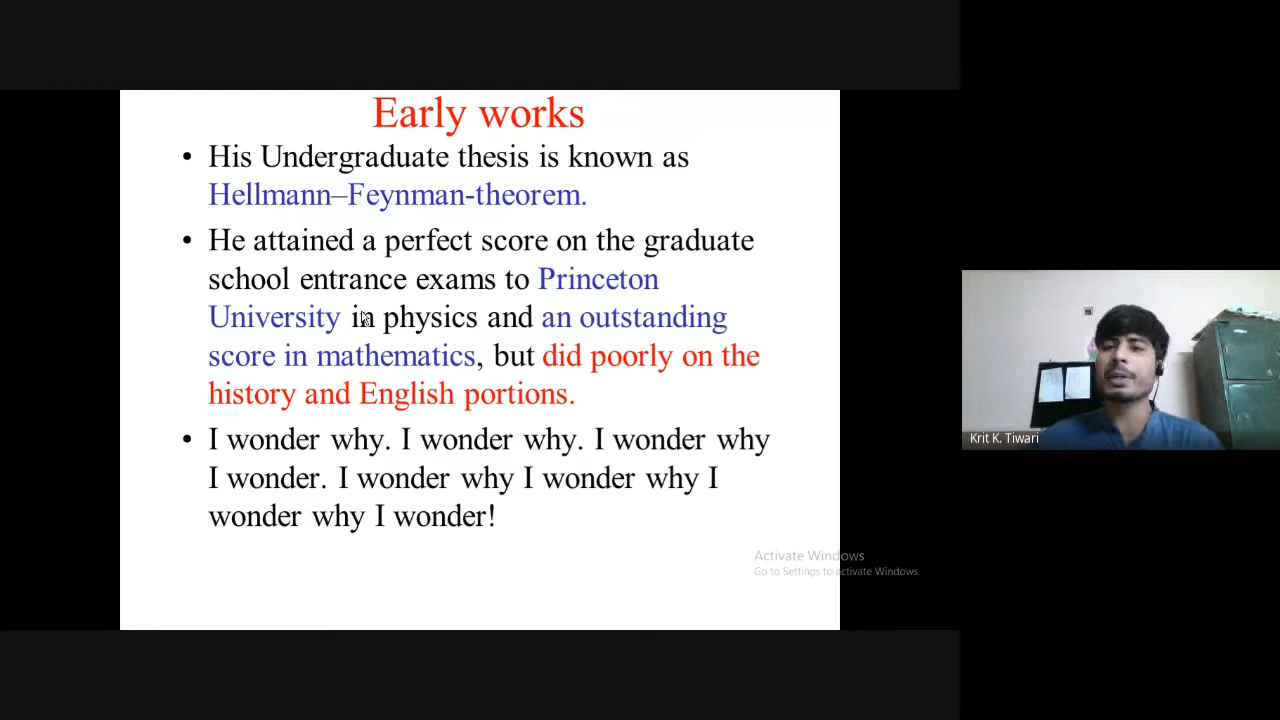 Early works
• His Undergraduate thesis is known as
Hellmann–Feynman-theorem.
• He attained a perfect score on the graduate
school entrance exams to Princeton
University in physics and an outstanding
score in mathematics, but did poorly on the
history and English portions.
• I wonder why. I wonder why. I wonder why
I wonder. I wonder why I wonder why I
wonder why I wonder!
Activate Windows
Go to Settings to activate Windows.
Krit K. Tiwari